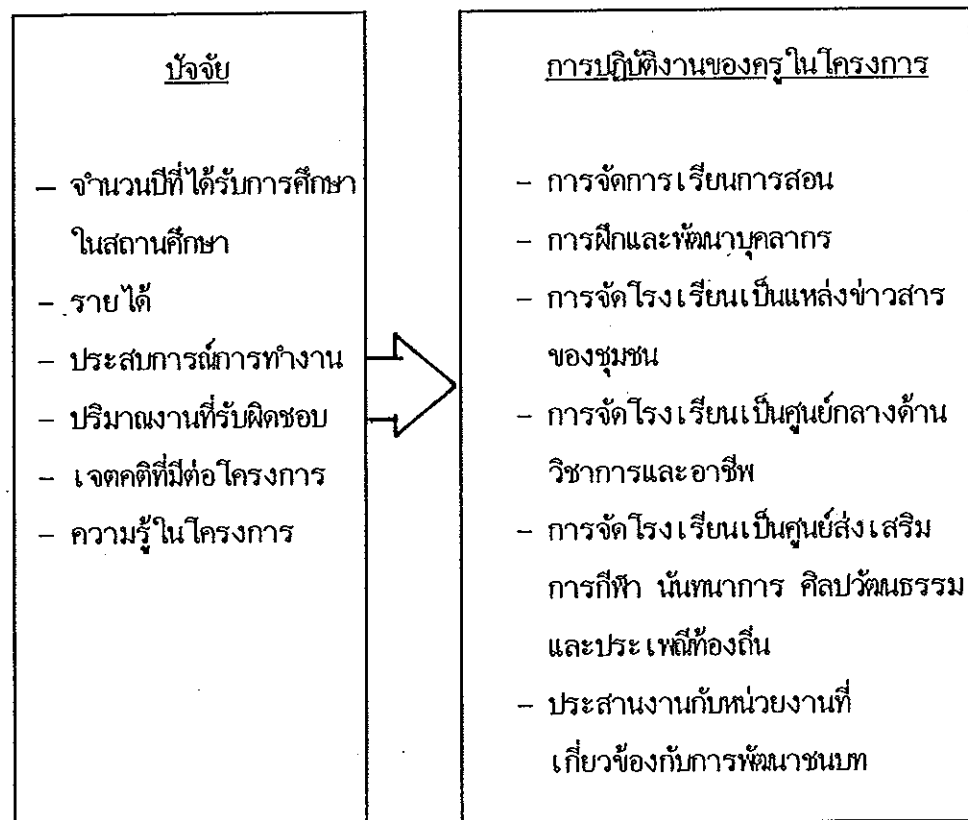 ปัจจัย
– จำนวนปีที่ได้รับการศึกษา
ในสถานศึกษา
– รายได้
– ประสบการณ์การทำงาน
– ปริมาณงานที่รับผิดชอบ
– เจตคติที่มีต่อโครงการ
– ความรู้ในโครงการ
การปฏิบัติงานของครูในโครงการ
– การจัดการเรียนการสอน
– การฝึกและพัฒนาบุคลากร
– การจัดโรงเรียนเป็นแหล่งข่าวสาร
ของชุมชน
– การจัดโรงเรียนเป็นศูนย์กลางด้าน
วิชาการและอาชีพ
– การจัดโรงเรียนเป็นศูนย์ส่งเสริม
การกีฬา นันทนาการ ศิลปวัฒนธรรม
และประเพณีท้องถิ่น
– ประสานงานกับหน่วยงานที่
เกี่ยวข้องกับการพัฒนาชนบท